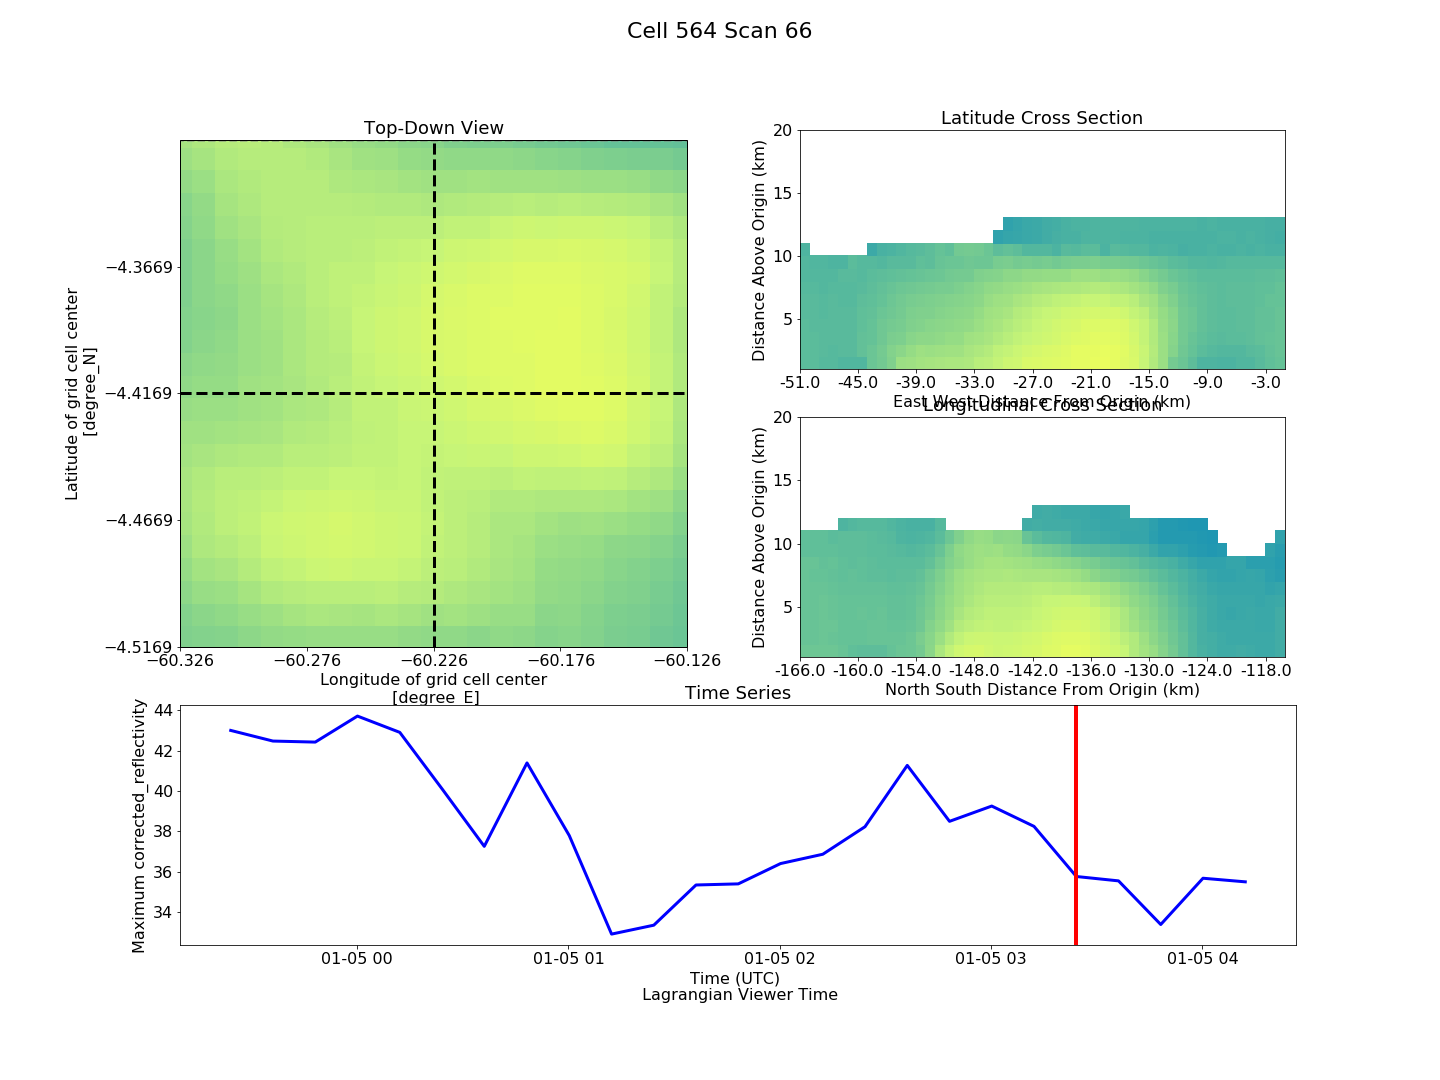 Cell 564 Scan 66
Top-Down View
Latitude of grid cell center
[degree_N]
−4.3669
−4.4169
−4.4669
−4.5169
−60.326 −60.276 −60.226 −60.176 −60.126
Longitude of grid cell center
[degree_E]
Latitude Cross Section
Distance Above Origin (km)
20
15
10
5
-51.0 -45.0 -39.0 -33.0 -27.0 -21.0 -15.0 -9.0 -3.0
East West Distance From Origin (km)
Longitudinal Cross Section
Distance Above Origin (km)
20
15
10
5
-166.0 -160.0 -154.0 -148.0 -142.0 -136.0 -130.0 -124.0 -118.0
North South Distance From Origin (km)
Time Series
Maximum corrected_reflectivity
44
42
40
38
36
34
01-05 00 01-05 01 01-05 02 01-05 03 01-05 04
Time (UTC)
Lagrangian Viewer Time